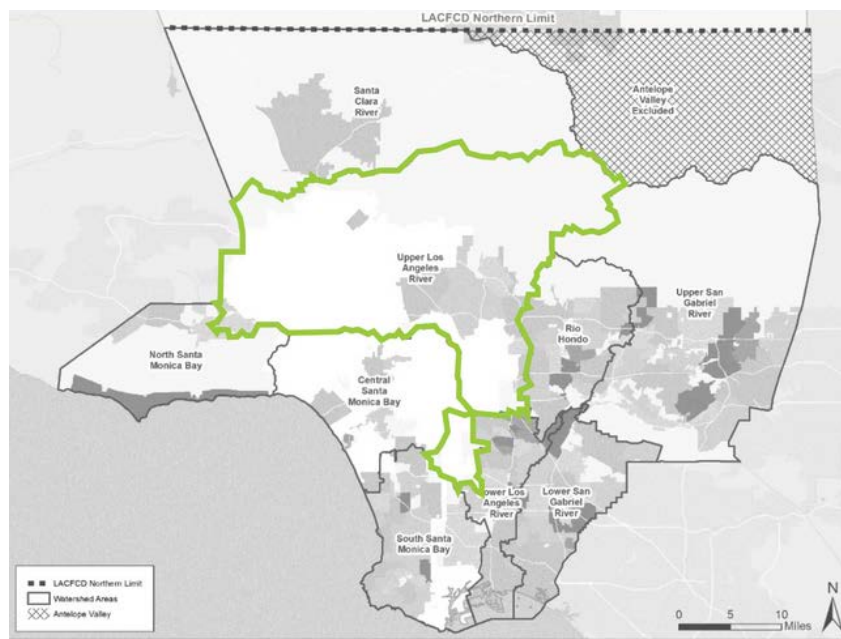 LACFCD Northern Limit
Santa
Clara
River
Antelope
Valley
Excluded
Upper Los
Angeles
River
Upper San
Gabriel
River
Rio
Hondo
North Santa
Monica Bay
Central
Santa
Monica Bay
Lower Los
Angeles
River
Lower San
Gabriel
River
South Santa
Monica Bay
LACFCD Northern Limit
Watershed Areas
Antelope Valley
N
0 5 10
Miles